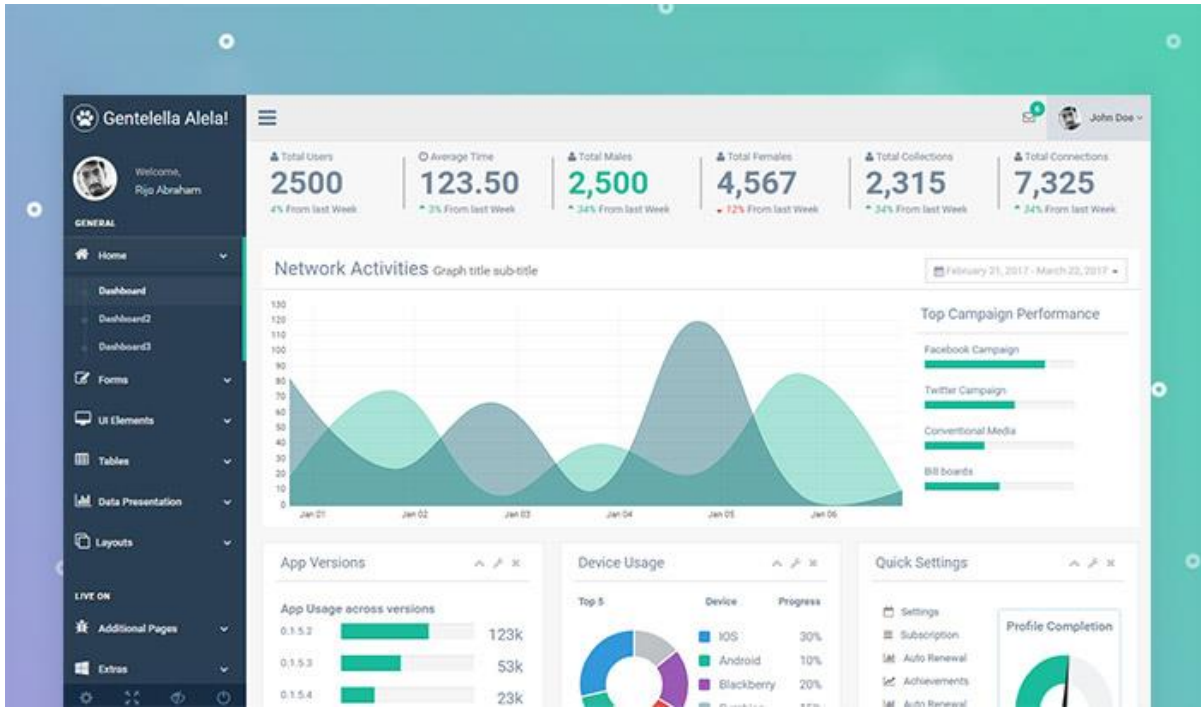 Gentelella Alela!
6
John Doe
Welcome,
Rijo Abraham
GENERAL
Home
Dashboard
Dashboard2
Dashboard3
Forms
UI Elements
Tables
Data Presentation
Layouts
LIVE ON
Additional Pages
Extras
Total Users
2500
4% From last Week
Average Time
123.50
3% From last Week
Total Males
2,500
34% From last Week
Total Females
4,567
12% From last Week
Total Collections
2,315
34% From last Week
Total Connections
7,325
34% From last Week
Network Activities Graph title sub-title
February 21, 2017 - March 22, 2017
130
120
110
100
90
80
70
60
50
40
30
20
10
0
Jan 01
Jan 02
Jan 03
Jan 04
Jan 05
Jan 06
Top Campaign Performance
Facebook Campaign
Twitter Campaign
Conventional Media
Bill boards
App Versions
App Usage across versions
0.1.5.2 123k
0.1.5.3 53k
0.1.5.4 23k
Device Usage
Top 5 Device Progress
IOS 30%
Android 10%
Blackberry 20%
Quick Settings
Settings
Subscription
Auto Renewal
Achievements
Auto Renewal
Profile Completion